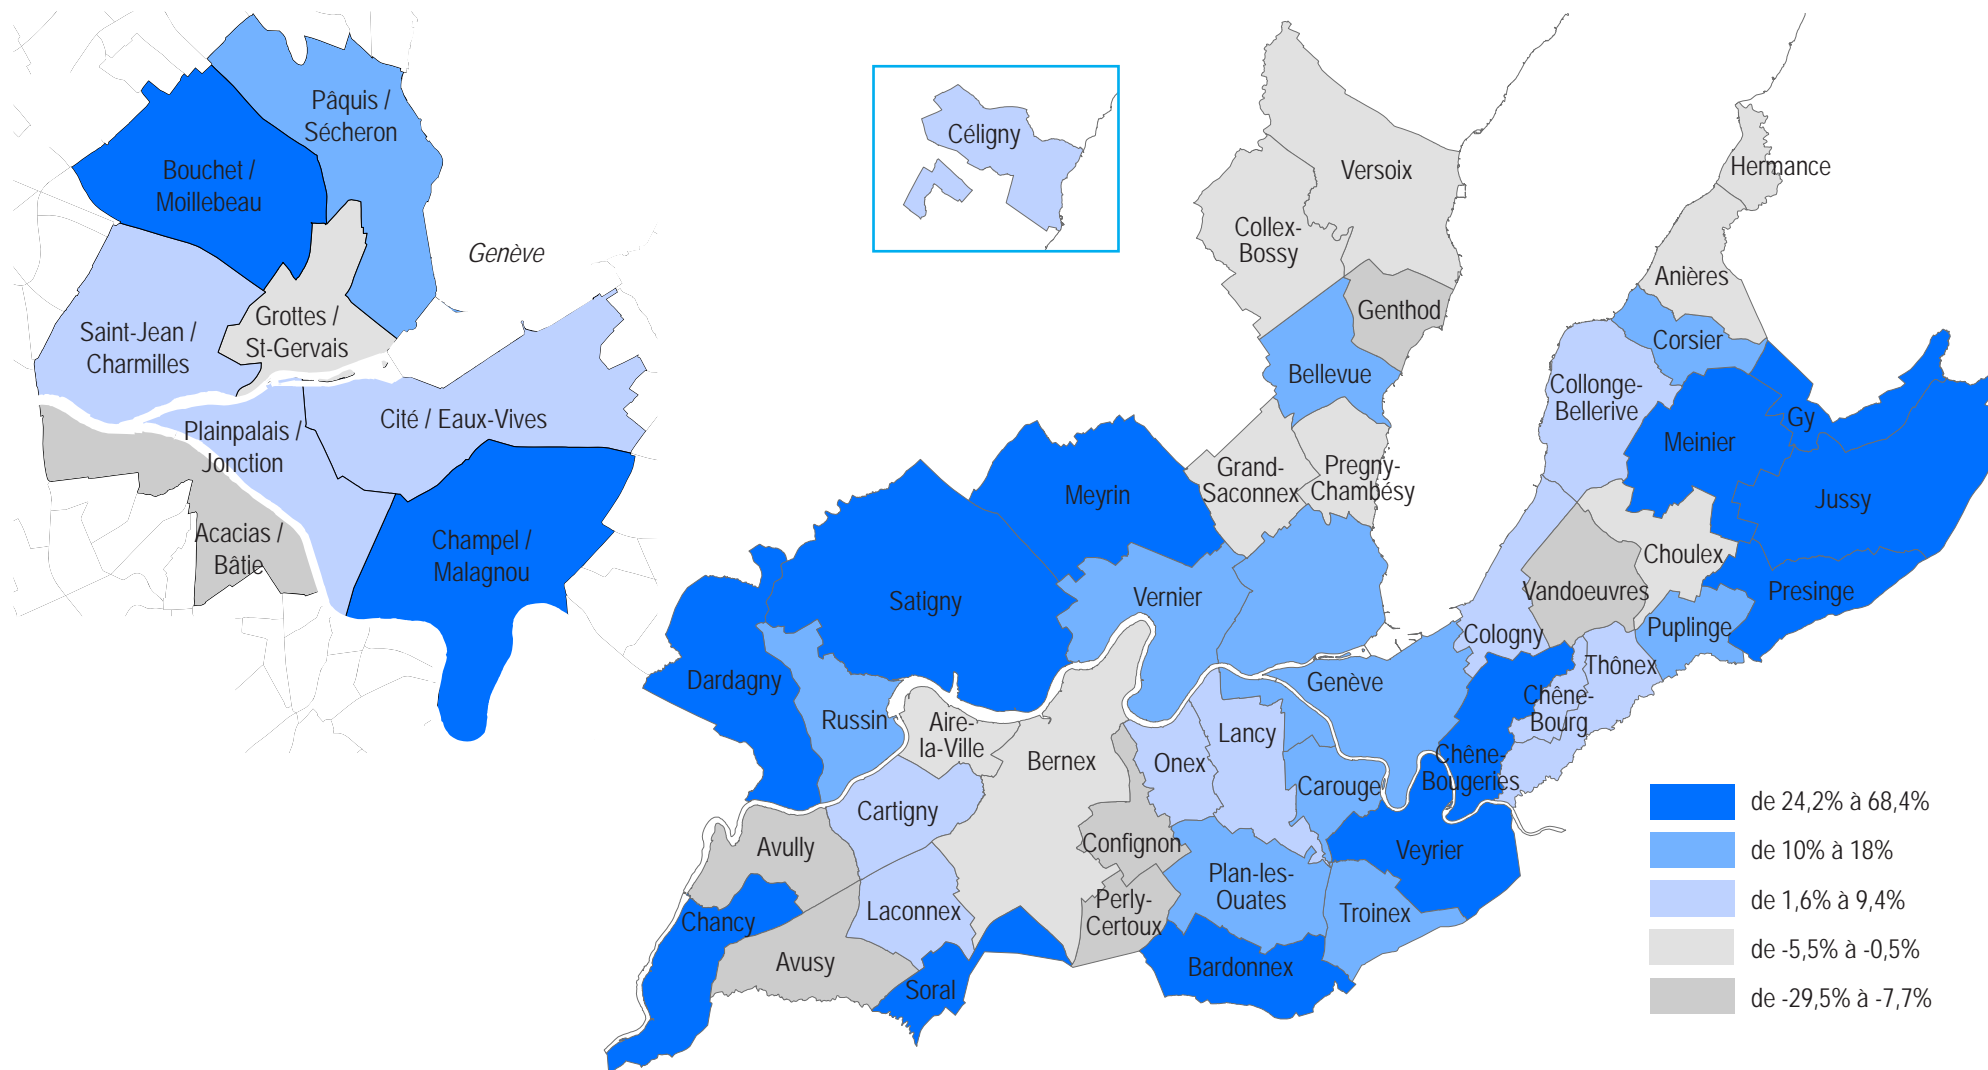 Pâquis /
Sécheron
Bouchet /
Moillebeau
Genève
Grottes /
St-Gervais
Saint-Jean /
Charmilles
Cité / Eaux-Vives
Plainpalais /
Jonction
Acacias /
Bâtie
Champel /
Malagnou
Céligny
Versoix
Collex-
Bossy
Genthod
Bellevue
Hermance
Anières
Corsier
Collonge-
Bellerive
Gy
Meinier
Jussy
Grand-
Saconnex
Pregny-
Chambésy
Meyrin
Choulex
Vandoeuvres
Presinge
Satigny
Vernier
Puplinge
Cologny
Thônex
Dardagny
Genève
Chêne-
Bourg
Russin
Aire-
la-Ville
Lancy
Bernex
Onex
Chêne-
Bougeries
Carouge
Cartigny
Avully
Confignon
Veyrier
Plan-les-
Ouates
Perly-
Certoux
Laconnex
Troinex
Chancy
Avusy
Bardonnex
Soral
de 24,2% à 68,4%
de 10% à 18%
de 1,6% à 9,4%
de -5,5% à -0,5%
de -29,5% à -7,7%